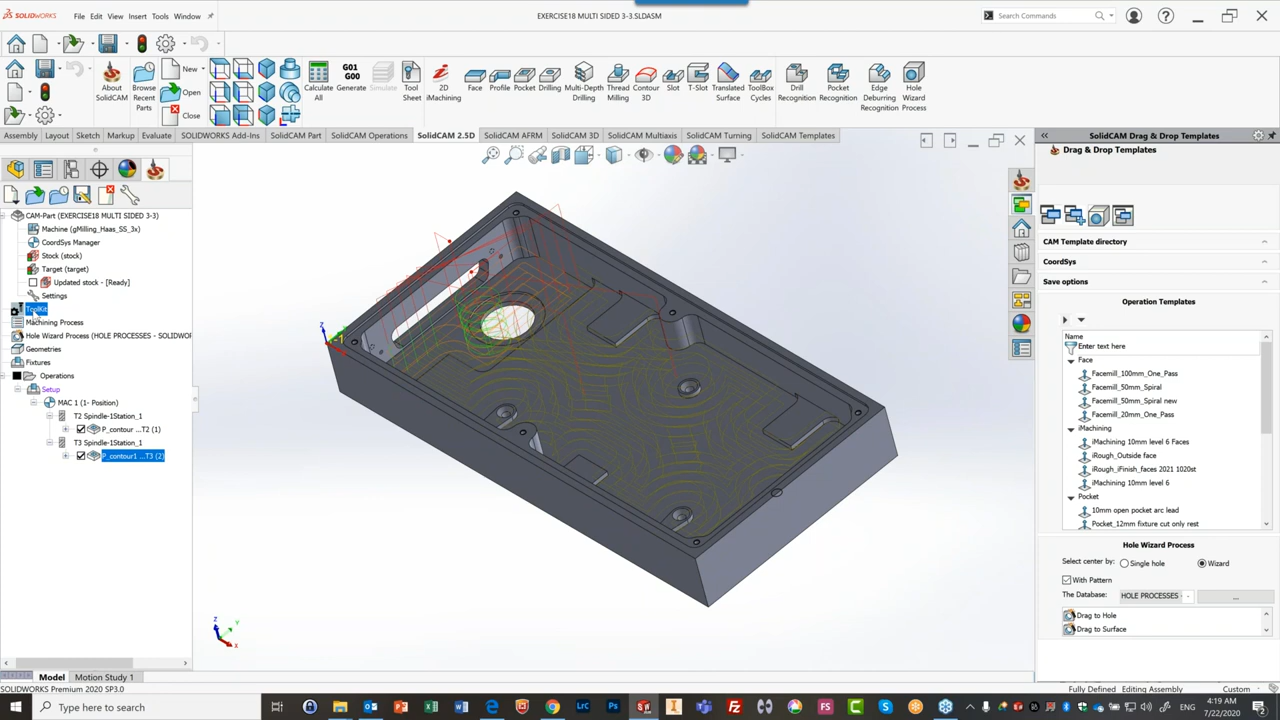 SOLIDWORKS
File Edit View Insert Tools Window
EXERCISE18 MULTI SIDED 3-3.SLDASM
Search Commands
About SolidCAM
Browse Recent Parts
New
Open
Close
Calculate All
G01 G00
Generate
Simulate
Tool Sheet
2D iMachining
Face
Profile
Pocket
Drilling
Multi-Depth Drilling
Thread Milling
Contour 3D
Slot
T-Slot
Translated Surface
ToolBox Cycles
Drill Recognition
Pocket Recognition
Edge Deburring Recognition
Hole Wizard Process
Assembly Layout Sketch Markup Evaluate SOLIDWORKS Add-Ins SolidCAM Part SolidCAM Operations SolidCAM 2.5D SolidCAM AFRM SolidCAM 3D SolidCAM Multiaxis SolidCAM Turning SolidCAM Templates
CAM-Part (EXERCISE18 MULTI SIDED 3-3)
Machine (gMilling_Haas_SS_3x)
CoordSys Manager
Stock (stock)
Target (target)
Updated stock - [Ready]
Settings
ToolKit
Machining Process
Hole Wizard Process (HOLE PROCESSES - SOLIDWOR
Geometries
Fixtures
Operations
Setup
MAC 1 (1- Position)
T2 Spindle-1Station_1
P_contour ...T2 (1)
T3 Spindle-1Station_1
P_contour1 ...T3 (2)
Z
Y
X
SolidCAM Drag & Drop Templates
Drag & Drop Templates
CAM Template directory
CoordSys
Save options
Operation Templates
Name
Enter text here
Face
Facemill_100mm_One_Pass
Facemill_50mm_Spiral
Facemill_50mm_Spiral new
Facemill_20mm_One_Pass
iMachining
iMachining 10mm level 6 Faces
iRough_Outside face
iRough_iFinish_faces 2021 1020st
iMachining 10mm level 6
Pocket
10mm open pocket arc lead
Pocket_12mm fixture cut only rest
Hole Wizard Process
Select center by: Single hole Wizard
With Pattern
The Database: HOLE PROCESSES - ...
Drag to Hole
Drag to Surface
Model Motion Study 1
SOLIDWORKS Premium 2020 SP3.0
Fully Defined Editing Assembly Custom
Type here to search
4:19 AM
7/22/2020